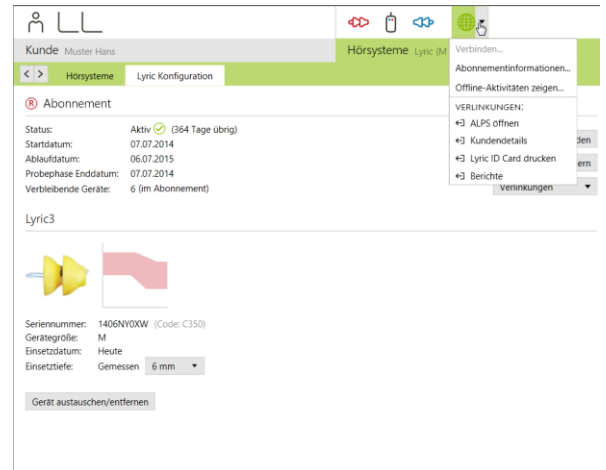 Kunde Muster Hans
Hörsysteme Lyric (M
Hörsysteme
Lyric Konfiguration
Verbinden...
Abonnementinformationen...
Offline-Aktivitäten zeigen...
VERLINKUNGEN:
ALPS öffnen
Kundendetails
Lyric ID Card drucken
Berichte
R Abonnement
Status: Aktiv (364 Tage übrig)
Startdatum: 07.07.2014
Ablaufdatum: 06.07.2015
Probephase Enddatum: 07.07.2014
Verbleibende Geräte: 6 (im Abonnement)
den
ern
Verlinkungen
Lyric3
Seriennummer: 1406NY0XW (Code: C350)
Gerätegröße: M
Einsetzdatum: Heute
Einsetztiefe: Gemessen 6 mm
Gerät austauschen/entfernen